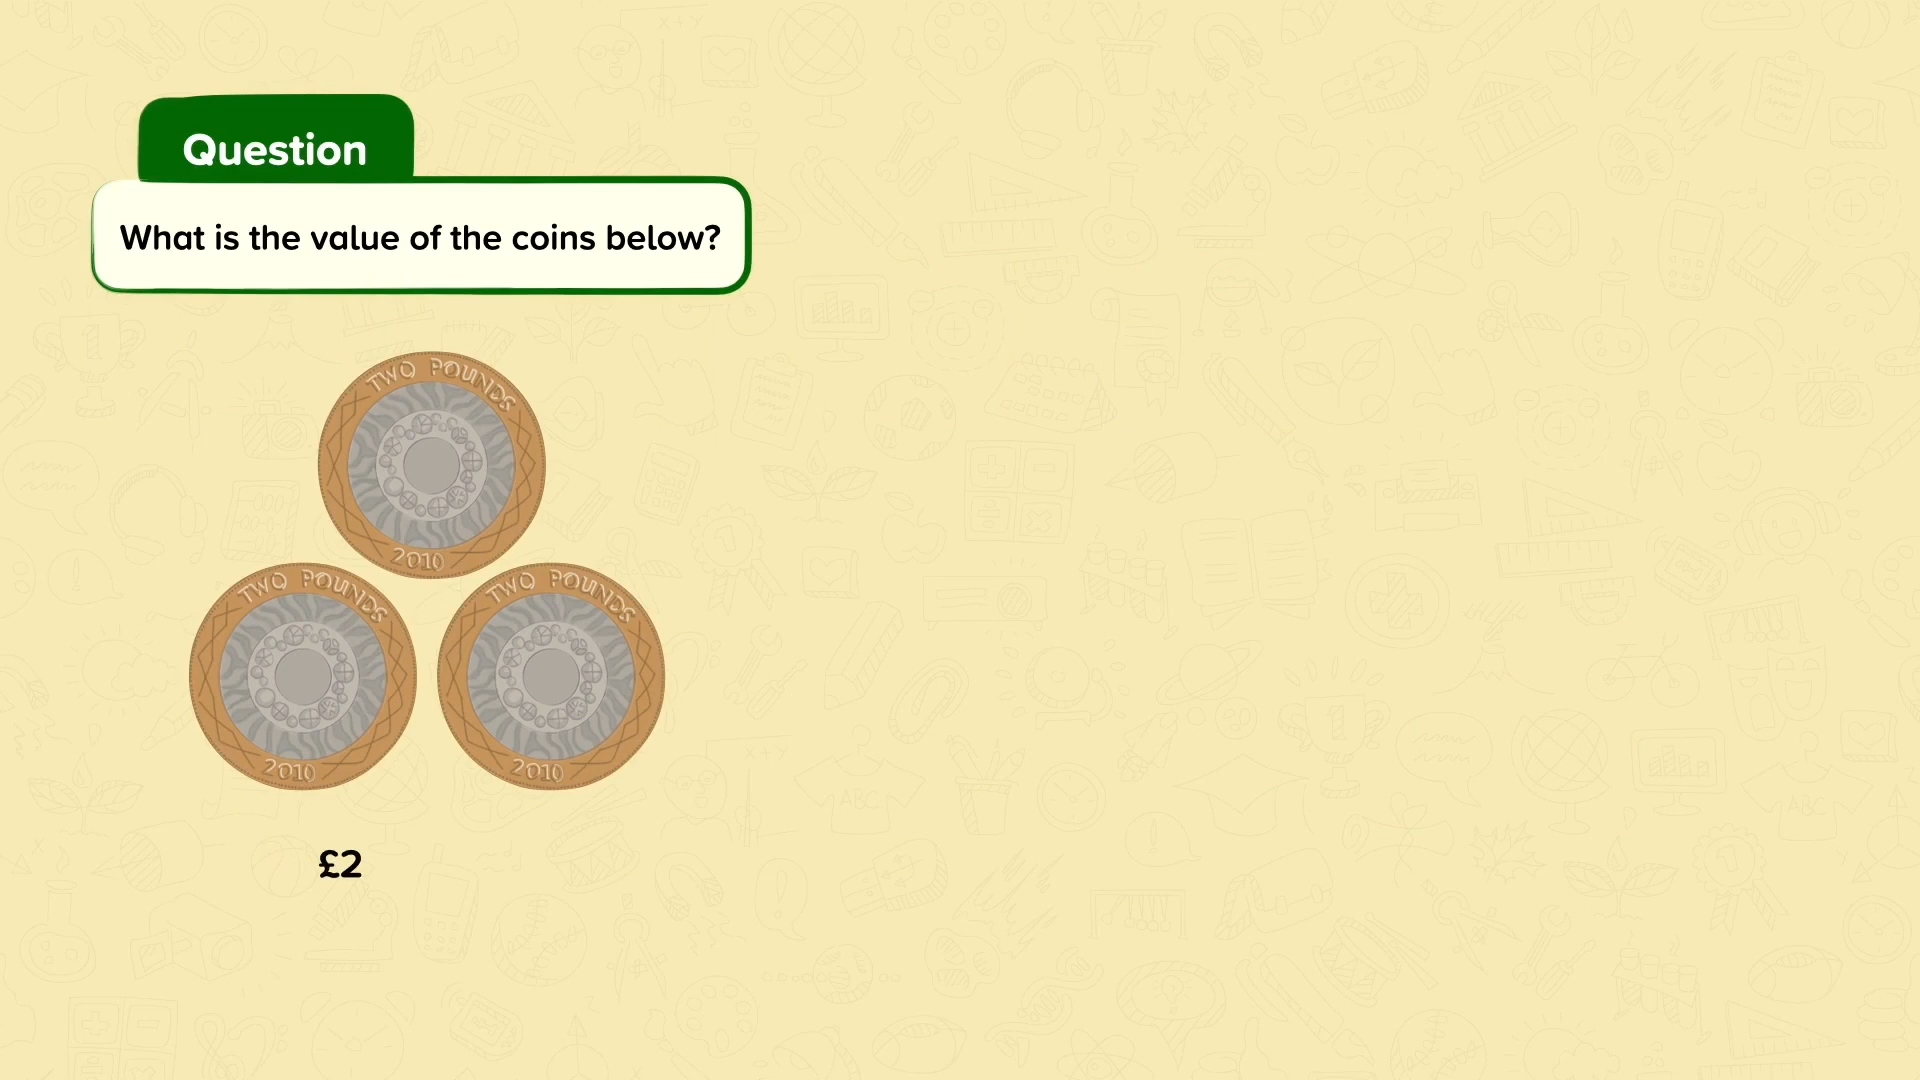 Question
What is the value of the coins below?
TWO POUNDS
2010
TWO POUNDS
2010
TWO POUNDS
2010
£2